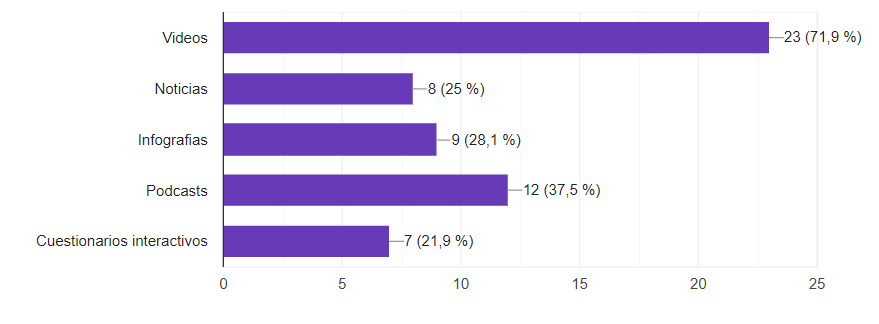 Videos 23 (71,9 %)
Noticias 8 (25 %)
Infografias 9 (28,1 %)
Podcasts 12 (37,5 %)
Cuestionarios interactivos 7 (21,9 %)
0 5 10 15 20 25